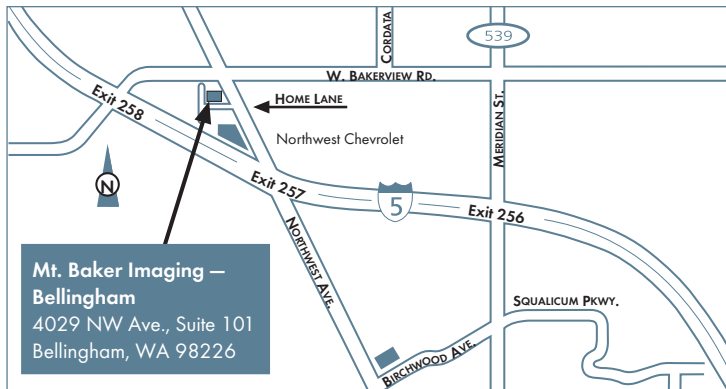 CORDATA
539
W. BAKERVIEW RD.
Exit 258
HOME LANE
Northwest Chevrolet
MERIDIAN ST.
N
Exit 257
5
Exit 256
NORTHWEST AVE.
Mt. Baker Imaging —
Bellingham
4029 NW Ave., Suite 101
Bellingham, WA 98226
SQUALICUM PKWY.
BIRCHWOOD AVE.